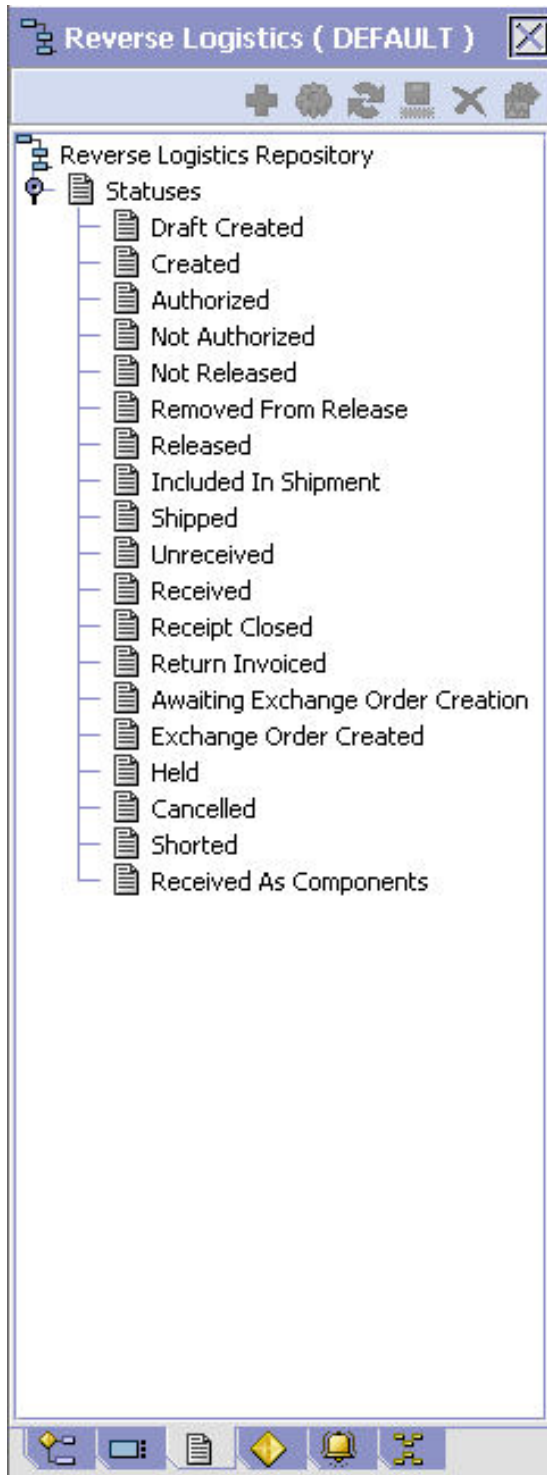 Reverse Logistics ( DEFAULT )
Reverse Logistics Repository
Statuses
Draft Created
Created
Authorized
Not Authorized
Not Released
Removed From Release
Released
Included In Shipment
Shipped
Unreceived
Received
Receipt Closed
Return Invoiced
Awaiting Exchange Order Creation
Exchange Order Created
Held
Cancelled
Shorted
Received As Components